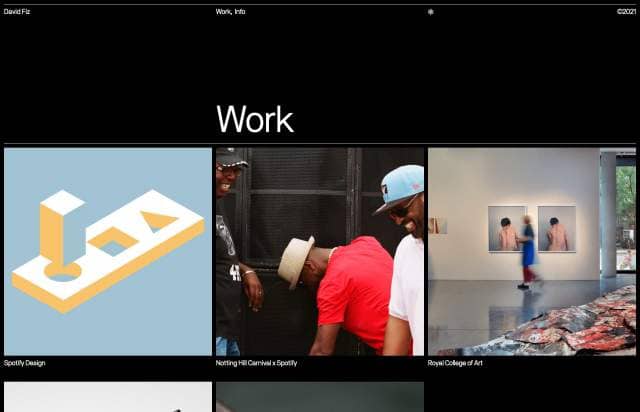 David Fiz
Work, Info
©2021
Work
Spotify Design
Notting Hill Carnival x Spotify
Royal College of Art